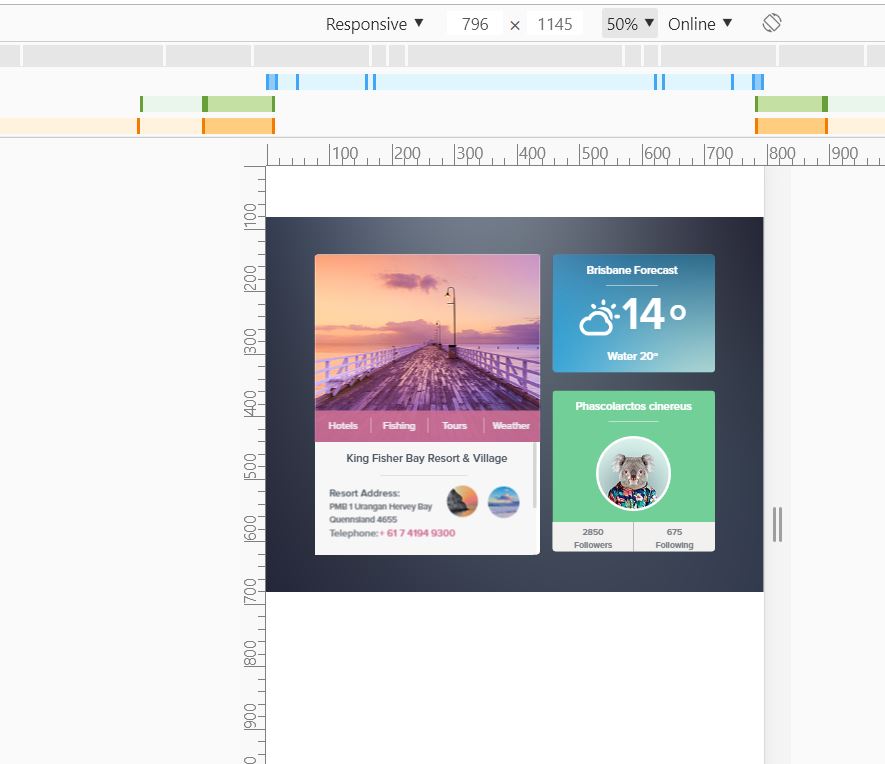 Responsive ▼ 796 × 1145 50% ▼ Online ▼
100 200 300 400 500 600 700 800 900
100
200
300
400
500
600
700
800
900
Hotels Fishing Tours Weather
King Fisher Bay Resort & Village
Resort Address:
PMB 1 Urangan Hervey Bay
Quennsland 4655
Telephone:+ 61 7 4194 9300
Brisbane Forecast
14°
Water 20°
Phascolarctos cinereus
2850 675
Followers Following